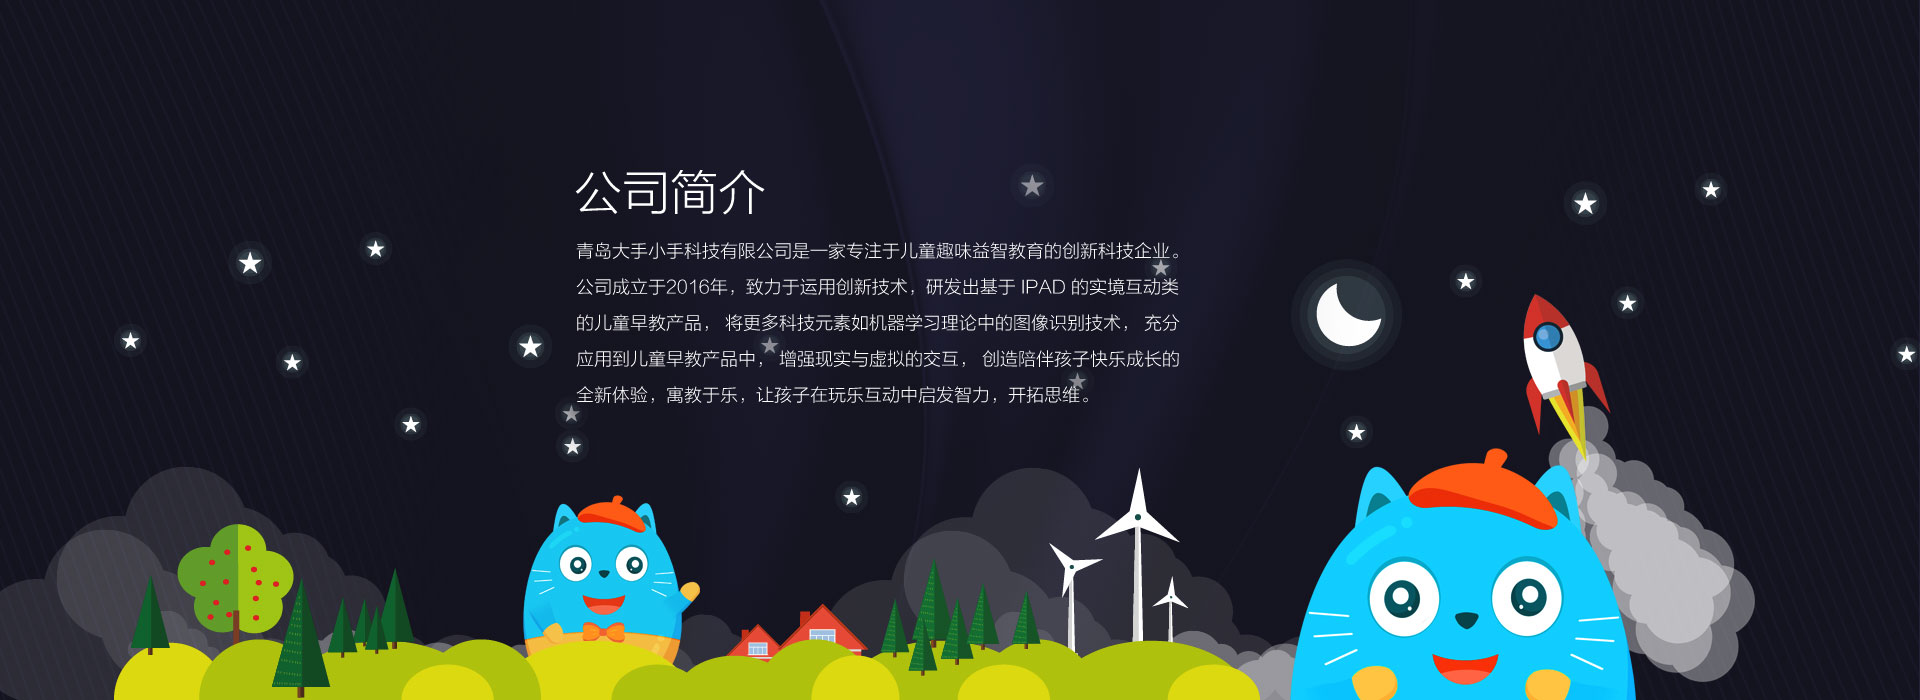 公司简介
青岛大手小手科技有限公司是一家专注于儿童趣味益智教育的创新科技企业。
公司成立于2016年，致力于运用创新技术，研发出基于 IPAD 的实境互动类
的儿童早教产品， 将更多科技元素如机器学习理论中的图像识别技术， 充分
应用到儿童早教产品中， 增强现实与虚拟的交互， 创造陪伴孩子快乐成长的
全新体验，寓教于乐，让孩子在玩乐互动中启发智力，开拓思维。